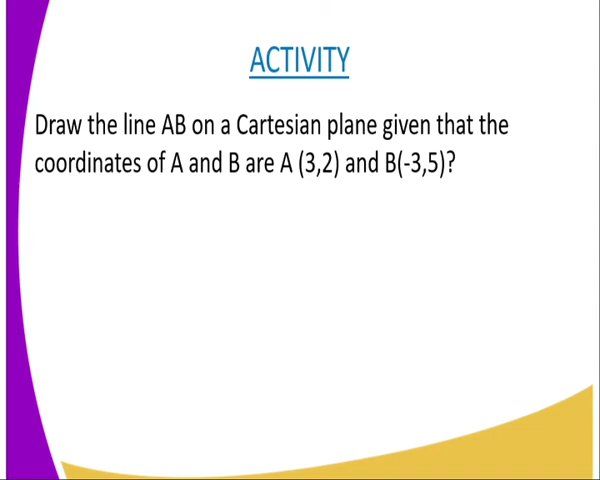 ACTIVITY
Draw the line AB on a Cartesian plane given that the
coordinates of A and B are A (3,2) and B(-3,5)?